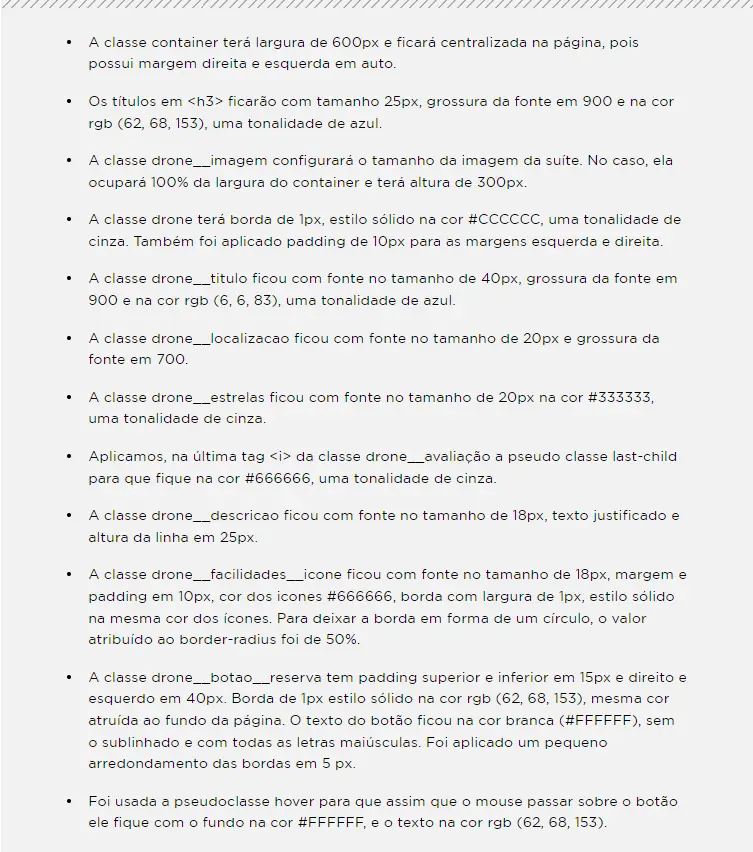 • A classe container terá largura de 600px e ficará centralizada na página, pois
possui margem direita e esquerda em auto.
• Os títulos em <h3> ficarão com tamanho 25px, grossura da fonte em 900 e na cor
rgb (62, 68, 153), uma tonalidade de azul.
• A classe drone__imagem configurará o tamanho da imagem da suíte. No caso, ela
ocupará 100% da largura do container e terá altura de 300px.
• A classe drone terá borda de 1px, estilo sólido na cor #CCCCCC, uma tonalidade de
cinza. Também foi aplicado padding de 10px para as margens esquerda e direita.
• A classe drone__titulo ficou com fonte no tamanho de 40px, grossura da fonte em
900 e na cor rgb (6, 6, 83), uma tonalidade de azul.
• A classe drone__localizacao ficou com fonte no tamanho de 20px e grossura da
fonte em 700.
• A classe drone__estrelas ficou com fonte no tamanho de 20px na cor #333333,
uma tonalidade de cinza.
• Aplicamos, na última tag <i> da classe drone__avaliação a pseudo classe last-child
para que fique na cor #666666, uma tonalidade de cinza.
• A classe drone__descricao ficou com fonte no tamanho de 18px, texto justificado e
altura da linha em 25px.
• A classe drone__facilidades__icone ficou com fonte no tamanho de 18px, margem e
padding em 10px, cor dos icones #666666, borda com largura de 1px, estilo sólido
na mesma cor dos ícones. Para deixar a borda em forma de um círculo, o valor
atribuído ao border-radius foi de 50%.
• A classe drone__botao__reserva tem padding superior e inferior em 15px e direito e
esquerdo em 40px. Borda de 1px estilo sólido na cor rgb (62, 68, 153), mesma cor
atruída ao fundo da página. O texto do botão ficou na cor branca (#FFFFFF), sem
o sublinhado e com todas as letras maiúsculas. Foi aplicado um pequeno
arredondamento das bordas em 5 px.
• Foi usada a pseudoclasse hover para que assim que o mouse passar sobre o botão
ele fique com o fundo na cor #FFFFFF, e o texto na cor rgb (62, 68, 153).